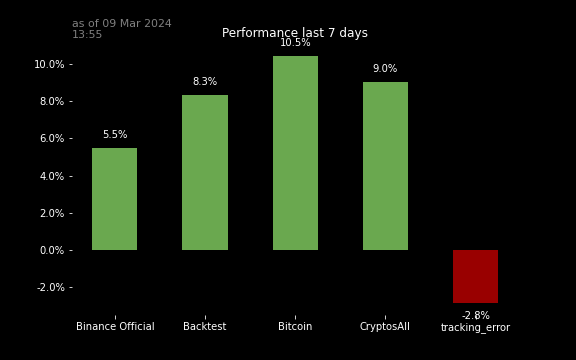 as of 09 Mar 2024
13:55
Performance last 7 days
10.5%
10.0%
9.0%
8.3%
8.0%
6.0%
5.5%
4.0%
2.0%
0.0%
-2.0%
-2.8%
Binance Official
Backtest
Bitcoin
CryptosAll
tracking_error